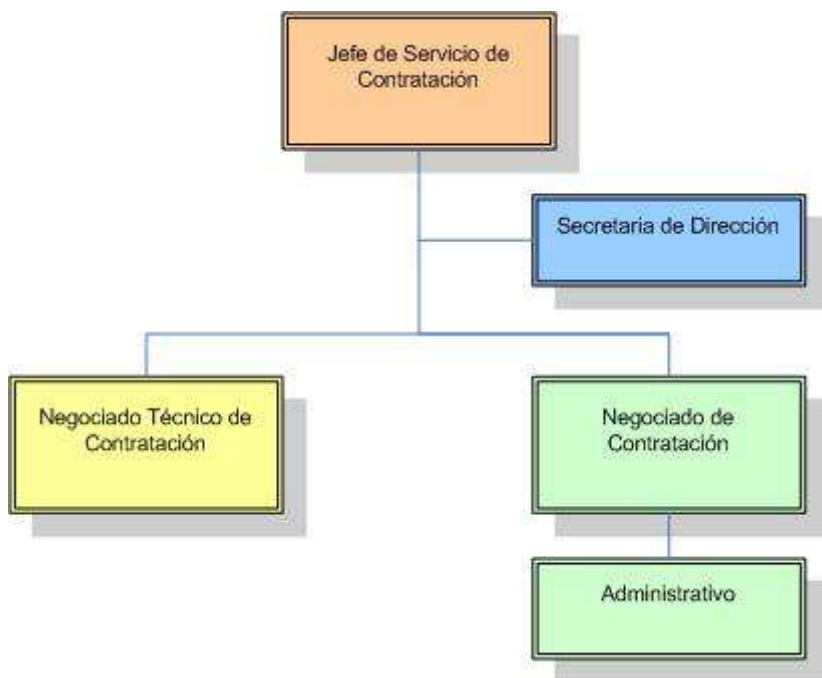 Jefe de Servicio de
Contratación
Secretaria de Dirección
Negociado Técnico de
Contratación
Negociado de
Contratación
Administrativo